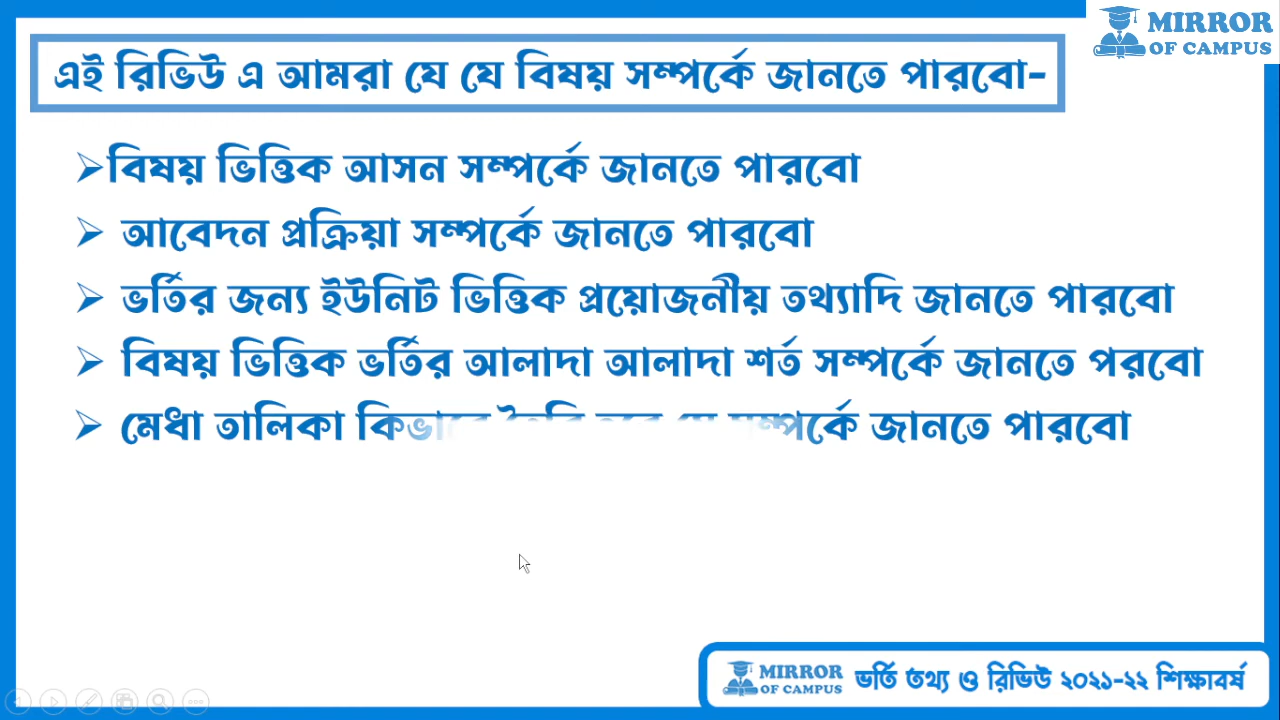 MIRROR
OF CAMPUS
এই রিভিউ এ আমরা যে যে বিষয় সম্পর্কে জানতে পারবো-
বিষয় ভিত্তিক আসন সম্পর্কে জানতে পারবো
আবেদন প্রক্রিয়া সম্পর্কে জানতে পারবো
ভর্তির জন্য ইউনিট ভিত্তিক প্রয়োজনীয় তথ্যাদি জানতে পারবো
বিষয় ভিত্তিক ভর্তির আলাদা আলাদা শর্ত সম্পর্কে জানতে পরবো
মেধা তালিকা কিভাবে তৈরি হবে সে সম্পর্কে জানতে পারবো
MIRROR
OF CAMPUS
ভর্তি তথ্য ও রিভিউ ২০২১-২২ শিক্ষাবর্ষ